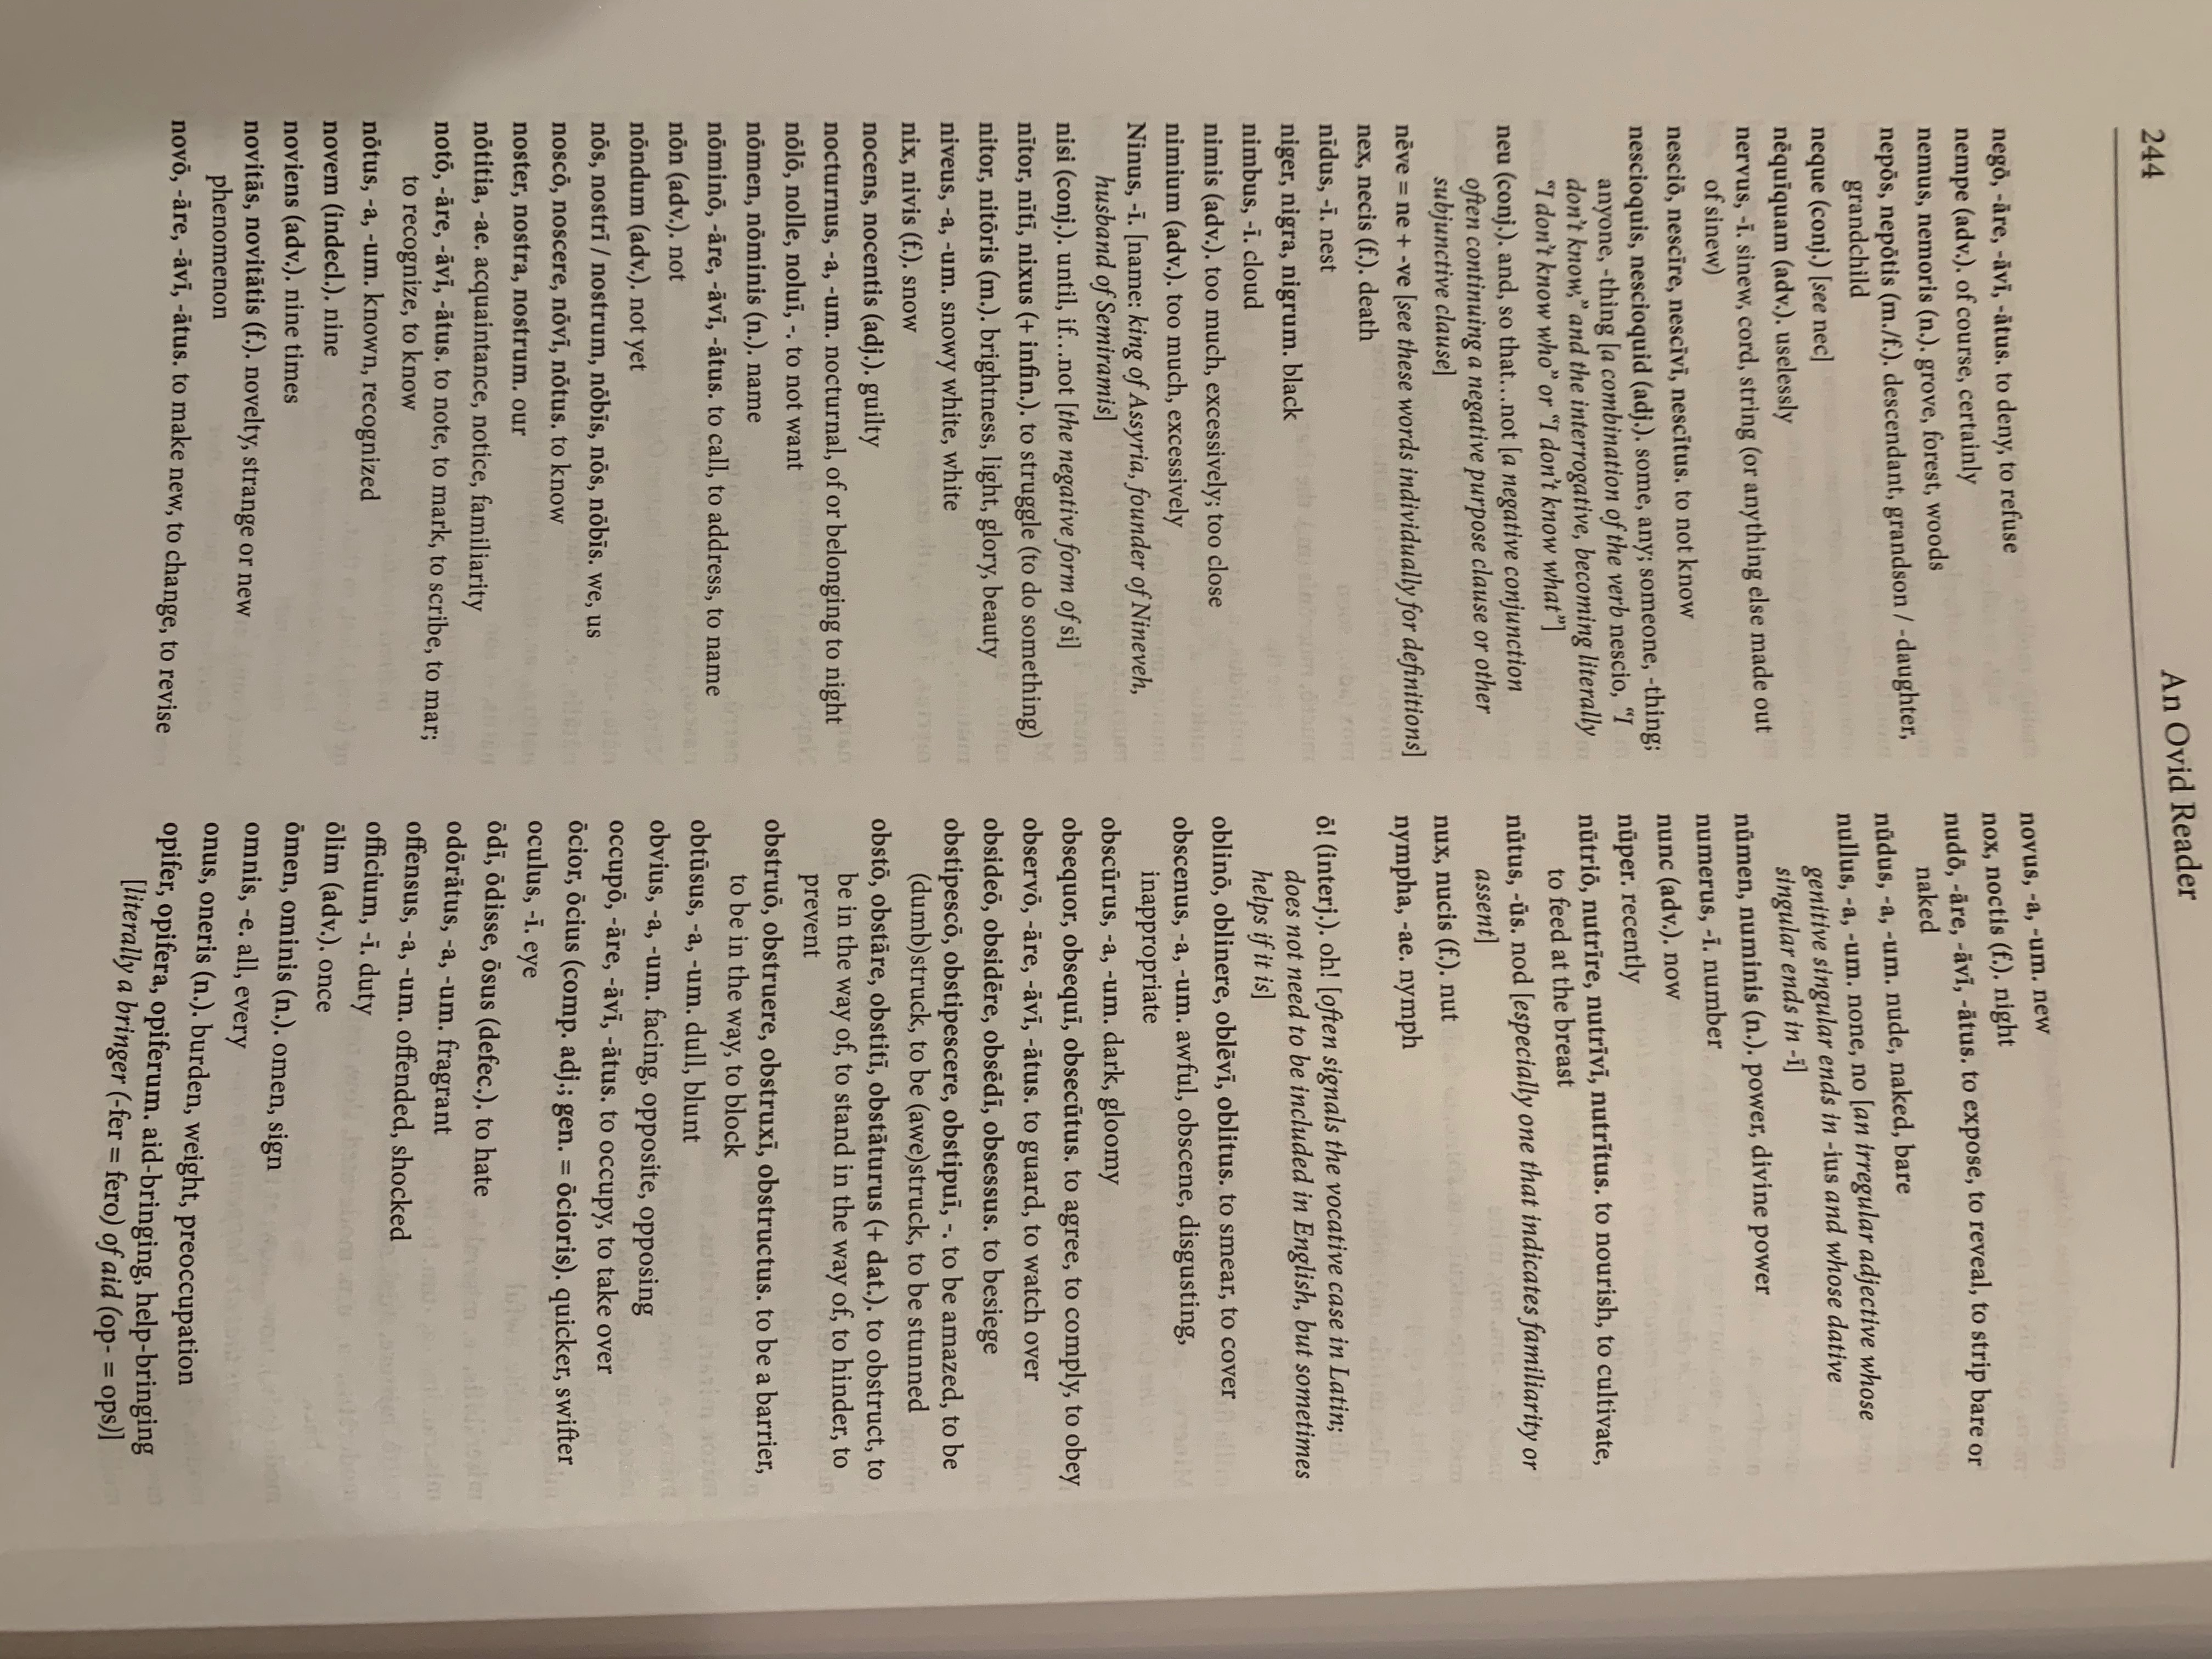 244
An Ovid Reader
negō, -āre, -āvī, -ātus. to deny, to refuse
nempe (adv.). of course, certainly
nemus, nemoris (n.). grove, forest, woods
nepōs, nepōtis (m./f.). descendant, grandson / -daughter,
grandchild
neque (conj.) [see nec]
nēquīquam (adv.). uselessly
nervus, -ī. sinew, cord, string (or anything else made out
of sinew)
nesciō, nescīre, nescīvī, nescītus. to not know
nescioquis, nescioquid (adj.). some, any; someone, -thing;
anyone, -thing [a combination of the verb nescio, “I
don’t know,” and the interrogative, becoming literally
“I don’t know who” or “I don’t know what”]
neu (conj.). and, so that…not [a negative conjunction
often continuing a negative purpose clause or other
subjunctive clause]
nēve = ne + -ve [see these words individually for definitions]
nex, necis (f.). death
nīdus, -ī. nest
niger, nigra, nigrum. black
nimbus, -ī. cloud
nimis (adv.). too much, excessively; too close
nimium (adv.). too much, excessively
Ninus, -ī. [name: king of Assyria, founder of Nineveh,
husband of Semiramis]
nisi (conj.). until, if…not [the negative form of si]
nītor, nītī, nixus (+ infin.). to struggle (to do something)
nitor, nitōris (m.). brightness, light, glory, beauty
niveus, -a, -um. snowy white, white
nix, nivis (f.). snow
nocens, nocentis (adj.). guilty
nocturnus, -a, -um. nocturnal, of or belonging to night
nōlō, nolle, noluī, -. to not want
nōmen, nōminis (n.). name
nōminō, -āre, -āvī, -ātus. to call, to address, to name
nōn (adv.). not
nōndum (adv.). not yet
nōs, nostrī / nostrum, nōbīs, nōs, nōbīs. we, us
noscō, noscere, nōvī, nōtus. to know
noster, nostra, nostrum. our
nōtitia, -ae. acquaintance, notice, familiarity
notō, -āre, -āvī, -ātus. to note, to mark, to scribe, to mar;
to recognize, to know
nōtus, -a, -um. known, recognized
novem (indecl.). nine
noviens (adv.). nine times
novitās, novitātis (f.). novelty, strange or new
phenomenon
novō, -āre, -āvī, -ātus. to make new, to change, to revise
novus, -a, -um. new
nox, noctis (f.). night
nudō, -āre, -āvī, -ātus. to expose, to reveal, to strip bare or
naked
nūdus, -a, -um. nude, naked, bare
nullus, -a, -um. none, no [an irregular adjective whose
genitive singular ends in -ius and whose dative
singular ends in -ī]
nūmen, numinis (n.). power, divine power
numerus, -ī. number
nunc (adv.). now
nūper. recently
nūtriō, nutrīre, nutrīvī, nutrītus. to nourish, to cultivate,
to feed at the breast
nūtus, -ūs. nod [especially one that indicates familiarity or
assent]
nux, nucis (f.). nut
nympha, -ae. nymph
ō! (interj.). oh! [often signals the vocative case in Latin;
does not need to be included in English, but sometimes
helps if it is]
oblinō, oblinere, oblēvī, oblitus. to smear, to cover
obscenus, -a, -um. awful, obscene, disgusting,
inappropriate
obscūrus, -a, -um. dark, gloomy
obsequor, obsequī, obsecūtus. to agree, to comply, to obey
observō, -āre, -āvī, -ātus. to guard, to watch over
obsideō, obsidēre, obsēdī, obsessus. to besiege
obstipescō, obstipescere, obstipuī, -. to be amazed, to be
(dumb)struck, to be (awe)struck, to be stunned
obstō, obstāre, obstitī, obstāturus (+ dat.). to obstruct, to
be in the way of, to stand in the way of, to hinder, to
prevent
obstruō, obstruere, obstruxī, obstructus. to be a barrier,
to be in the way, to block
obtūsus, -a, -um. dull, blunt
obvius, -a, -um. facing, opposite, opposing
occupō, -āre, -āvī, -ātus. to occupy, to take over
ōcior, ōcius (comp. adj.; gen. = ōcioris). quicker, swifter
oculus, -ī. eye
ōdī, ōdisse, ōsus (defec.). to hate
odōrātus, -a, -um. fragrant
offensus, -a, -um. offended, shocked
officium, -ī. duty
ōlim (adv.). once
ōmen, ominis (n.). omen, sign
omnis, -e. all, every
onus, oneris (n.). burden, weight, preoccupation
opifer, opifera, opiferum. aid-bringing, help-bringing
[literally a bringer (-fer = fero) of aid (op- = ops)]